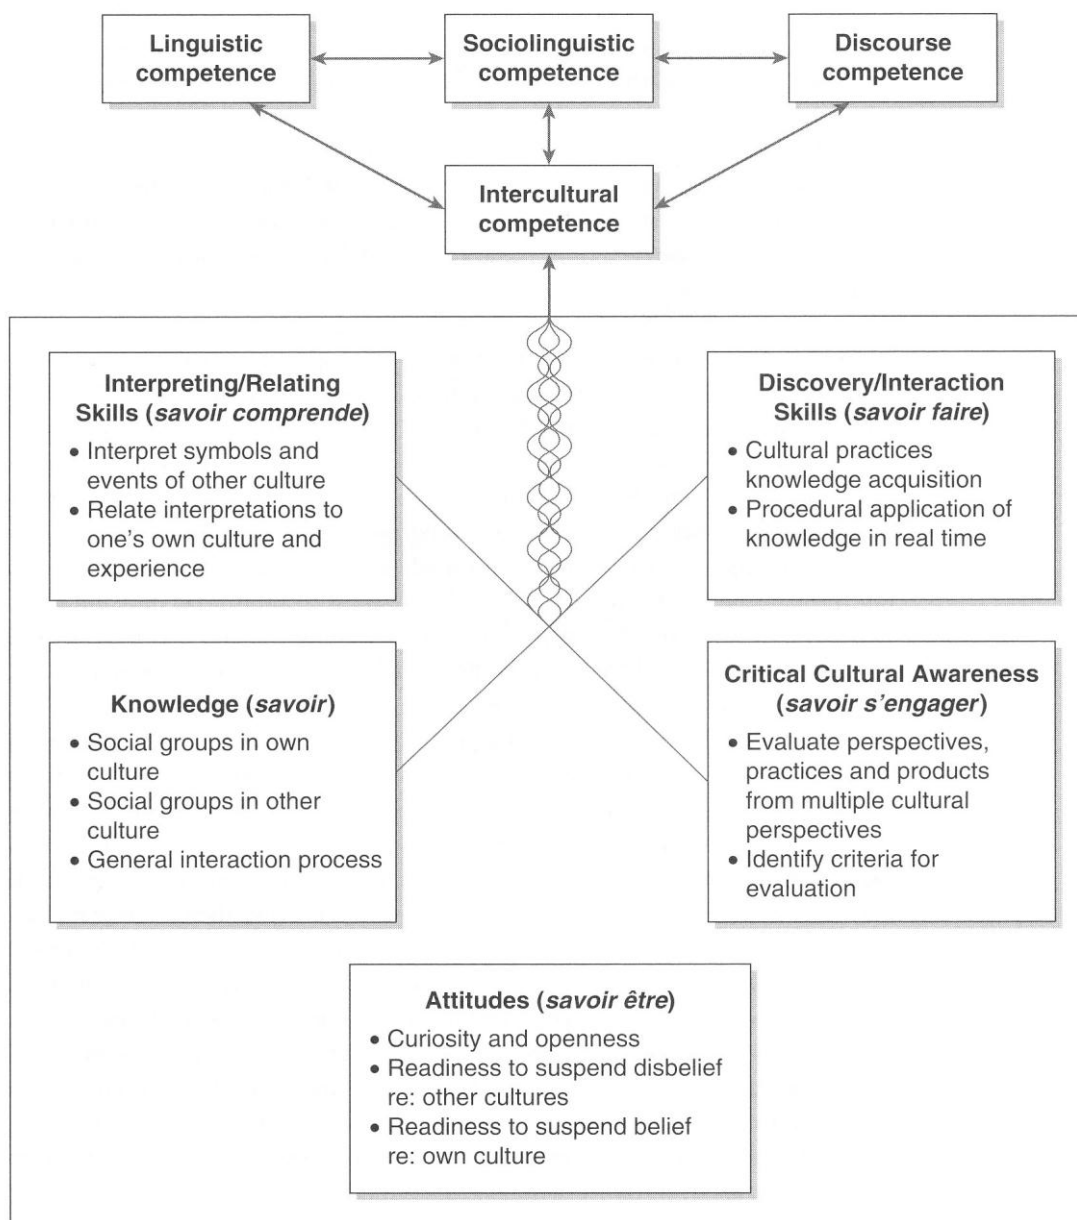 Linguistic
competence
Sociolinguistic
competence
Discourse
competence
Intercultural
competence
Interpreting/Relating
Skills (savoir comprende)
• Interpret symbols and
events of other culture
• Relate interpretations to
one's own culture and
experience
Discovery/Interaction
Skills (savoir faire)
• Cultural practices
knowledge acquisition
• Procedural application of
knowledge in real time
Knowledge (savoir)
• Social groups in own
culture
• Social groups in other
culture
• General interaction process
Critical Cultural Awareness
(savoir s'engager)
• Evaluate perspectives,
practices and products
from multiple cultural
perspectives
• Identify criteria for
evaluation
Attitudes (savoir être)
• Curiosity and openness
• Readiness to suspend disbelief
re: other cultures
• Readiness to suspend belief
re: own culture